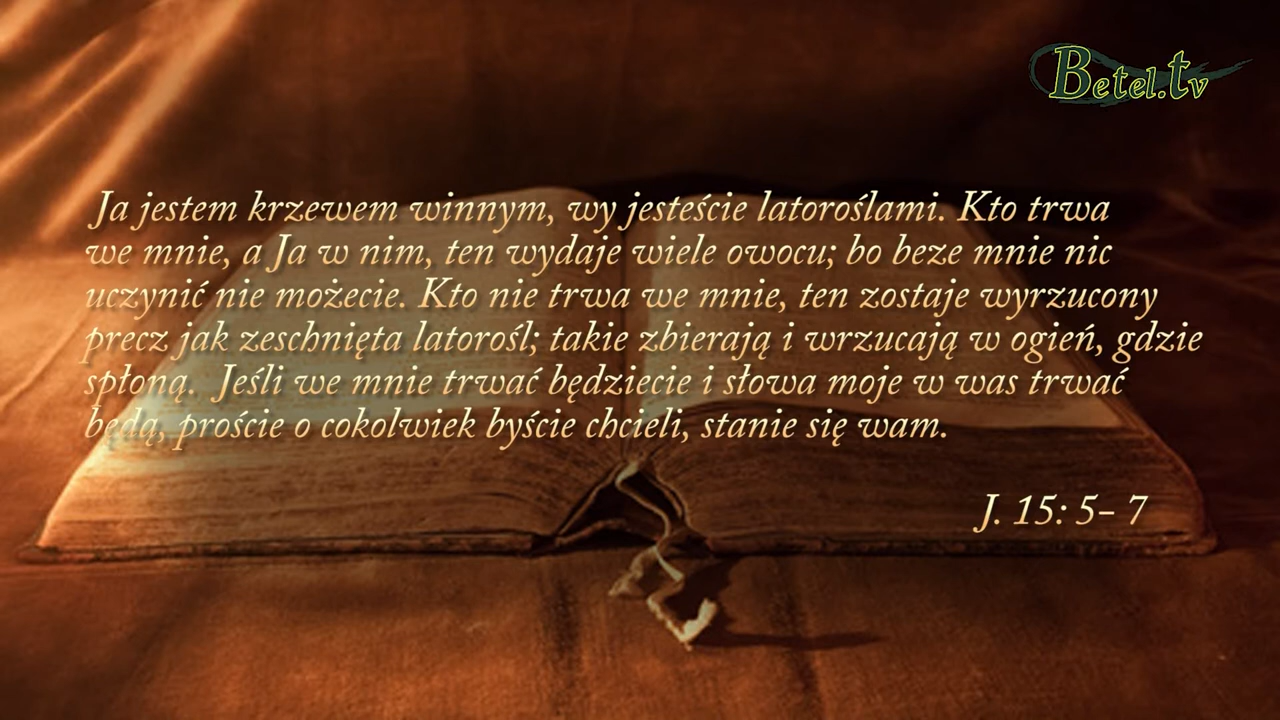 Betel.tv
Ja jestem krzewem winnym, wy jesteście latoroślami. Kto trwa
we mnie, a Ja w nim, ten wydaje wiele owocu; bo beze mnie nic
uczynić nie możecie. Kto nie trwa we mnie, ten zostaje wyrzucony
precz jak zeschnięta latorośl; takie zbierają i wrzucają w ogień, gdzie
spłoną.  Jeśli we mnie trwać będziecie i słowa moje w was trwać
będą, proście o cokolwiek byście chcieli, stanie się wam.
J. 15: 5– 7